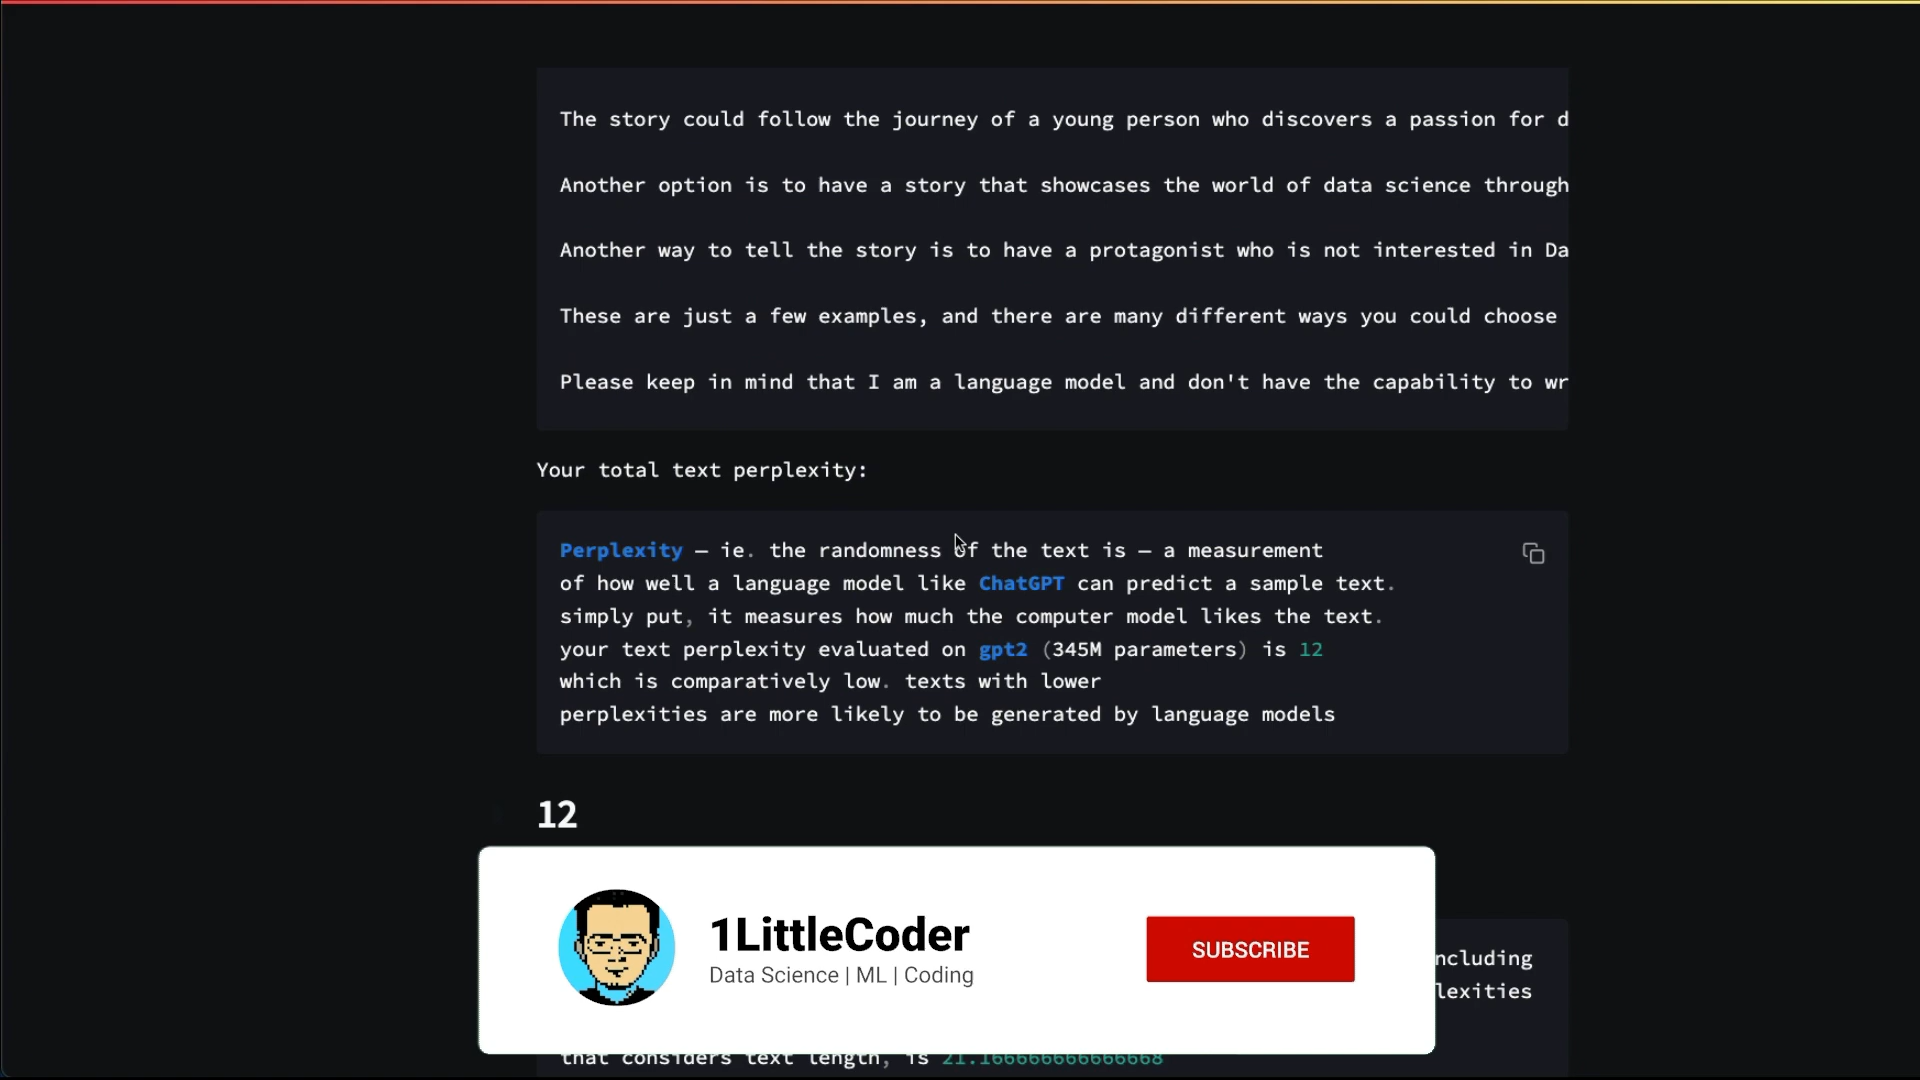 The story could follow the journey of a young person who discovers a passion for d
Another option is to have a story that showcases the world of data science through
Another way to tell the story is to have a protagonist who is not interested in Da
These are just a few examples, and there are many different ways you could choose
Please keep in mind that I am a language model and don't have the capability to wr
Your total text perplexity:
Perplexity — ie. the randomness of the text is — a measurement
of how well a language model like ChatGPT can predict a sample text.
simply put, it measures how much the computer model likes the text.
your text perplexity evaluated on gpt2 (345M parameters) is 12
which is comparatively low. texts with lower
perplexities are more likely to be generated by language models
12
1LittleCoder
Data Science | ML | Coding
SUBSCRIBE
ncluding
lexities
that considers text length, is 21.166666666666668